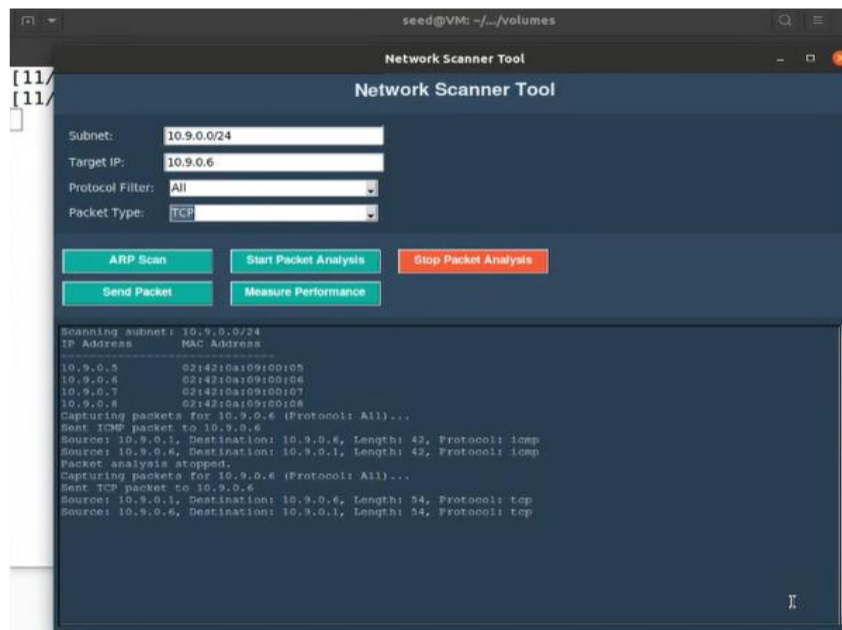 seed@VM: ~/.../volumes
Network Scanner Tool
[11/
[11/
Network Scanner Tool
Subnet: 10.9.0.0/24
Target IP: 10.9.0.6
Protocol Filter: All
Packet Type: TCP
ARP Scan Start Packet Analysis Stop Packet Analysis
Send Packet Measure Performance
Scanning subnet: 10.9.0.0/24
IP Address MAC Address
----------------------------------------
10.9.0.5 02:42:0a:09:00:05
10.9.0.6 02:42:0a:09:00:06
10.9.0.7 02:42:0a:09:00:07
10.9.0.8 02:42:0a:09:00:08
Capturing packets for 10.9.0.6 (Protocol: All)...
Sent ICMP packet to 10.9.0.6
Source: 10.9.0.1, Destination: 10.9.0.6, Length: 42, Protocol: icmp
Source: 10.9.0.6, Destination: 10.9.0.1, Length: 42, Protocol: icmp
Packet analysis stopped.
Capturing packets for 10.9.0.6 (Protocol: All)...
Sent TCP packet to 10.9.0.6
Source: 10.9.0.1, Destination: 10.9.0.6, Length: 54, Protocol: tcp
Source: 10.9.0.6, Destination: 10.9.0.1, Length: 54, Protocol: tcp